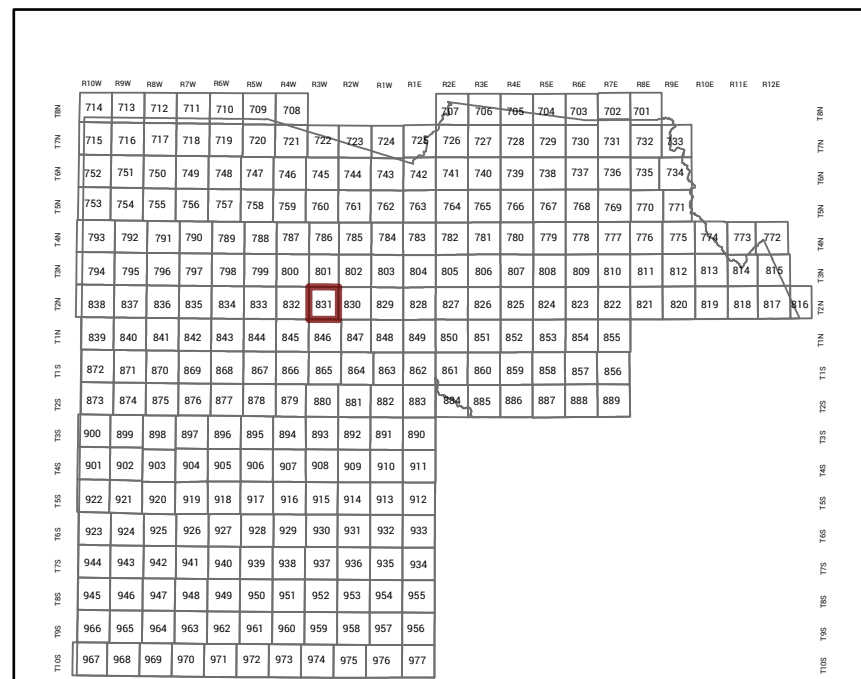 R10W R9W R8W R7W R6W R5W R4W R3W R2W R1W R1E R2E R3E R4E R5E R6E R7E R8E R9E R10E R11E R12E
T8N 714 713 712 711 710 709 708 707 706 705 704 703 702 701 T8N
T7N 715 716 717 718 719 720 721 722 723 724 725 726 727 728 729 730 731 732 733 T7N
T6N 752 751 750 749 748 747 746 745 744 743 742 741 740 739 738 737 736 735 734 T6N
T5N 753 754 755 756 757 758 759 760 761 762 763 764 765 766 767 768 769 770 771 T5N
T4N 793 792 791 790 789 788 787 786 785 784 783 782 781 780 779 778 777 776 775 774 773 772 T4N
T3N 794 795 796 797 798 799 800 801 802 803 804 805 806 807 808 809 810 811 812 813 814 815 T3N
T2N 838 837 836 835 834 833 832 831 830 829 828 827 826 825 824 823 822 821 820 819 818 817 816 T2N
T1N 839 840 841 842 843 844 845 846 847 848 849 850 851 852 853 854 855 T1N
T1S 872 871 870 869 868 867 866 865 864 863 862 861 860 859 858 857 856 T1S
T2S 873 874 875 876 877 878 879 880 881 882 883 884 885 886 887 888 889 T2S
T3S 900 899 898 897 896 895 894 893 892 891 890 T3S
T4S 901 902 903 904 905 906 907 908 909 910 911 T4S
T5S 922 921 920 919 918 917 916 915 914 913 912 T5S
T6S 923 924 925 926 927 928 929 930 931 932 933 T6S
T7S 944 943 942 941 940 939 938 937 936 935 934 T7S
T8S 945 946 947 948 949 950 951 952 953 954 955 T8S
T9S 966 965 964 963 962 961 960 959 958 957 956 T9S
T10S 967 968 969 970 971 972 973 974 975 976 977 T10S